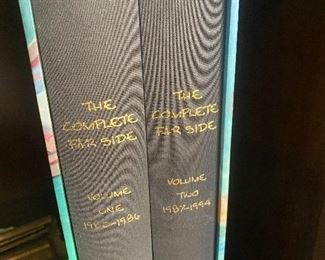 THE
COMPLETE
FAR SIDE
VOLUME
ONE
1980-1986
THE
COMPLETE
FAR SIDE
VOLUME
TWO
1987-1994